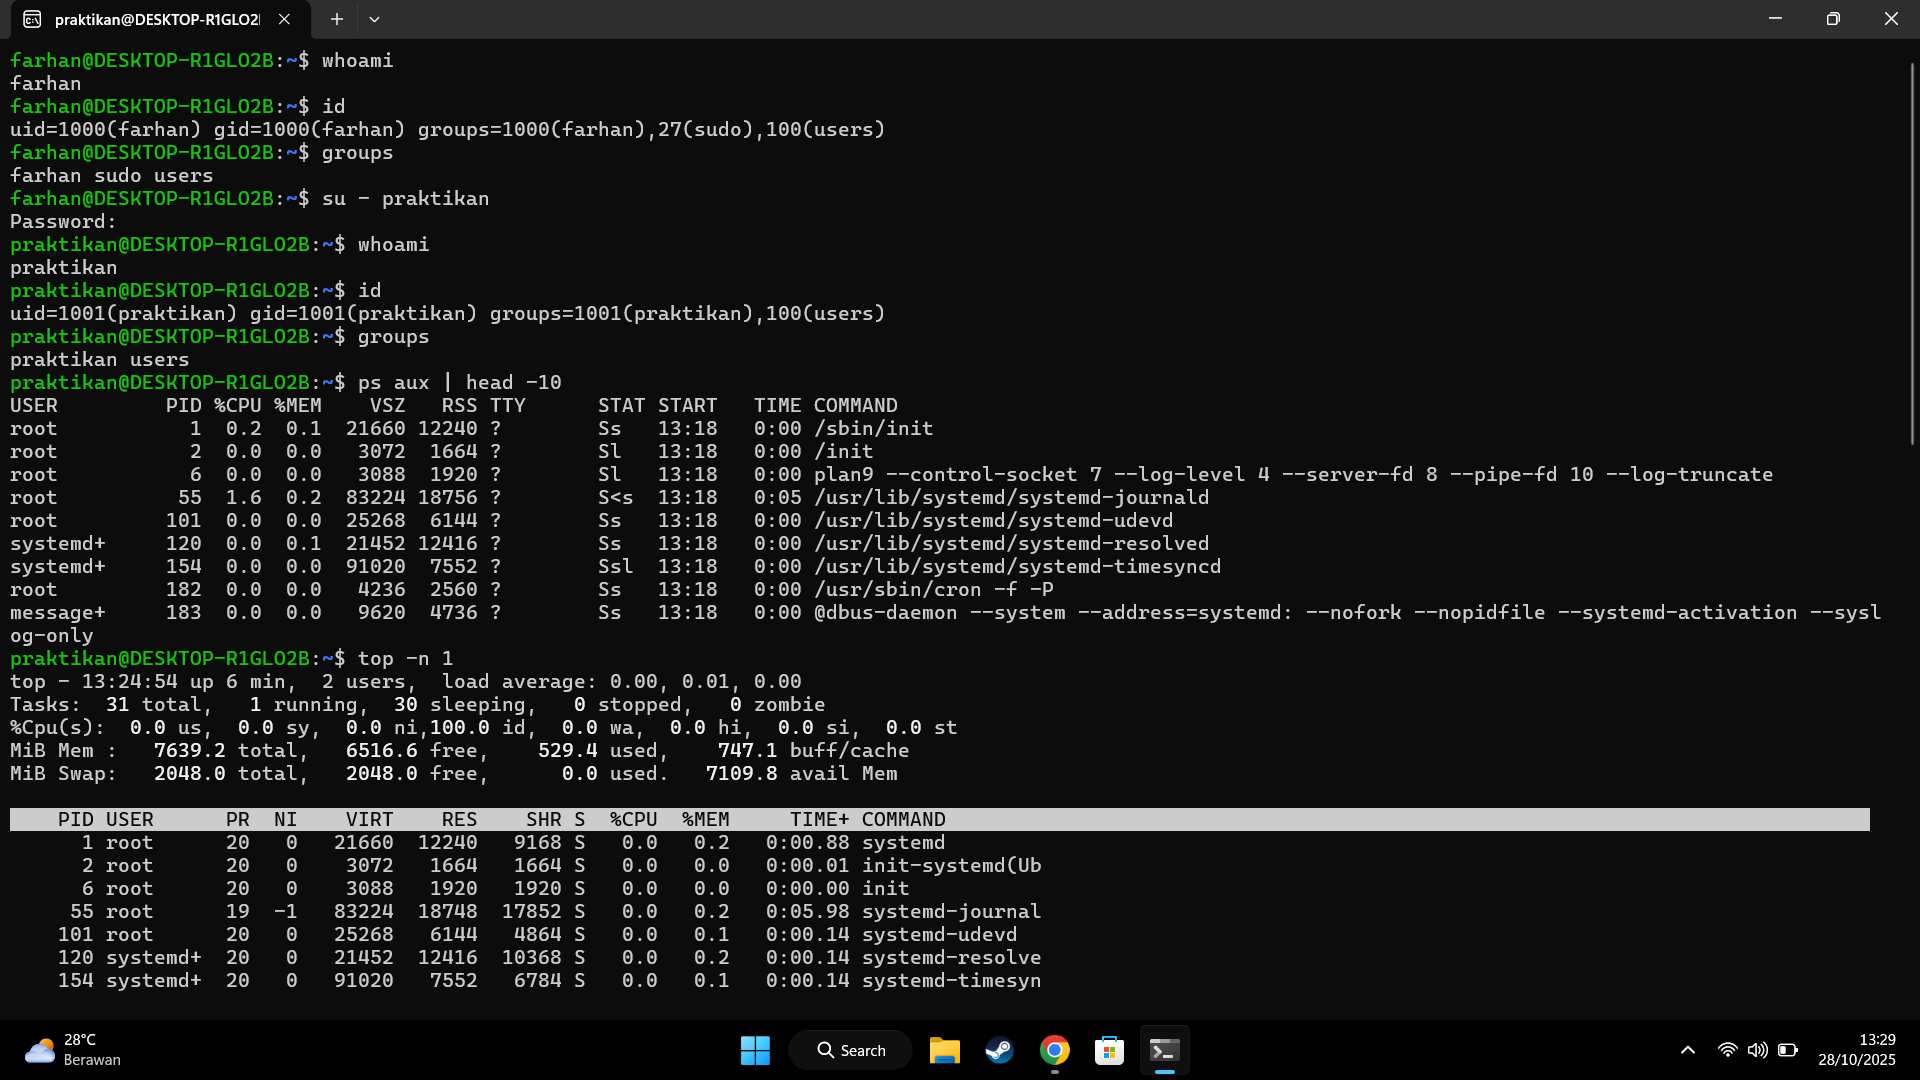 praktikan@DESKTOP-R1GLO2
farhan@DESKTOP-R1GLO2B:~$ whoami
farhan
farhan@DESKTOP-R1GLO2B:~$ id
uid=1000(farhan) gid=1000(farhan) groups=1000(farhan),27(sudo),100(users)
farhan@DESKTOP-R1GLO2B:~$ groups
farhan sudo users
farhan@DESKTOP-R1GLO2B:~$ su - praktikan
Password:
praktikan@DESKTOP-R1GLO2B:~$ whoami
praktikan
praktikan@DESKTOP-R1GLO2B:~$ id
uid=1001(praktikan) gid=1001(praktikan) groups=1001(praktikan),100(users)
praktikan@DESKTOP-R1GLO2B:~$ groups
praktikan users
praktikan@DESKTOP-R1GLO2B:~$ ps aux | head -10
USER         PID %CPU %MEM    VSZ   RSS TTY      STAT START   TIME COMMAND
root           1  0.2  0.1  21660 12240 ?        Ss   13:18   0:00 /sbin/init
root           2  0.0  0.0   3072  1664 ?        Sl   13:18   0:00 /init
root           6  0.0  0.0   3088  1920 ?        Sl   13:18   0:00 plan9 --control-socket 7 --log-level 4 --server-fd 8 --pipe-fd 10 --log-truncate
root          55  1.6  0.2  83224 18756 ?        S<s  13:18   0:05 /usr/lib/systemd/systemd-journald
root         101  0.0  0.0  25268  6144 ?        Ss   13:18   0:00 /usr/lib/systemd/systemd-udevd
systemd+     120  0.0  0.1  21452 12416 ?        Ss   13:18   0:00 /usr/lib/systemd/systemd-resolved
systemd+     154  0.0  0.0  91020  7552 ?        Ssl  13:18   0:00 /usr/lib/systemd/systemd-timesyncd
root         182  0.0  0.0   4236  2560 ?        Ss   13:18   0:00 /usr/sbin/cron -f -P
message+     183  0.0  0.0   9620  4736 ?        Ss   13:18   0:00 @dbus-daemon --system --address=systemd: --nofork --nopidfile --systemd-activation --sysl
og-only
praktikan@DESKTOP-R1GLO2B:~$ top -n 1
top - 13:24:54 up 6 min,  2 users,  load average: 0.00, 0.01, 0.00
Tasks:  31 total,   1 running,  30 sleeping,   0 stopped,   0 zombie
%Cpu(s):  0.0 us,  0.0 sy,  0.0 ni,100.0 id,  0.0 wa,  0.0 hi,  0.0 si,  0.0 st
MiB Mem :   7639.2 total,   6516.6 free,    529.4 used,    747.1 buff/cache
MiB Swap:   2048.0 total,   2048.0 free,      0.0 used.   7109.8 avail Mem
    PID USER      PR  NI    VIRT    RES    SHR S  %CPU  %MEM     TIME+ COMMAND
      1 root      20   0   21660  12240   9168 S   0.0   0.2   0:00.88 systemd
      2 root      20   0    3072   1664   1664 S   0.0   0.0   0:00.01 init-systemd(Ub
      6 root      20   0    3088   1920   1920 S   0.0   0.0   0:00.00 init
     55 root      19  -1   83224  18748  17852 S   0.0   0.2   0:05.98 systemd-journal
    101 root      20   0   25268   6144   4864 S   0.0   0.1   0:00.14 systemd-udevd
    120 systemd+  20   0   21452  12416  10368 S   0.0   0.2   0:00.14 systemd-resolve
    154 systemd+  20   0   91020   7552   6784 S   0.0   0.1   0:00.14 systemd-timesyn
28°C
Berawan
Search
13:29
28/10/2025